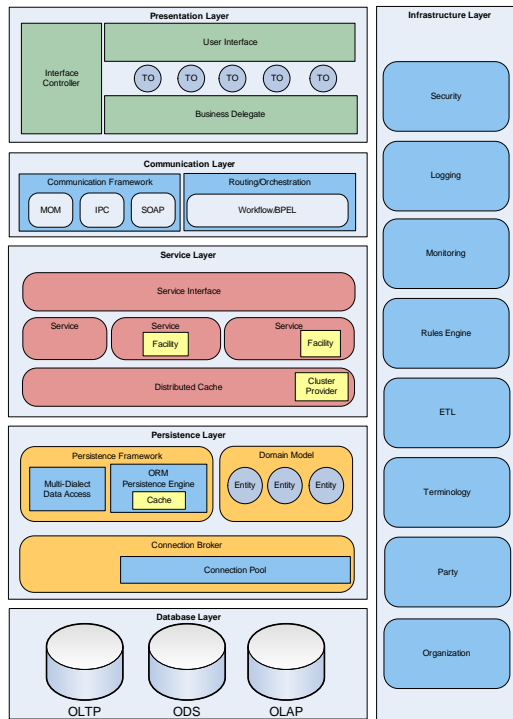 Presentation Layer
User Interface
Interface
Controller
TO
TO
TO
TO
TO
Business Delegate
Communication Layer
Communication Framework
MOM
IPC
SOAP
Routing/Orchestration
Workflow/BPEL
Service Layer
Service Interface
Service
Service
Facility
Service
Facility
Distributed Cache
Cluster
Provider
Persistence Layer
Persistence Framework
Multi-Dialect
Data Access
ORM
Persistence Engine
Cache
Domain Model
Entity
Entity
Entity
Connection Broker
Connection Pool
Database Layer
OLTP
ODS
OLAP
Infrastructure Layer
Security
Logging
Monitoring
Rules Engine
ETL
Terminology
Party
Organization